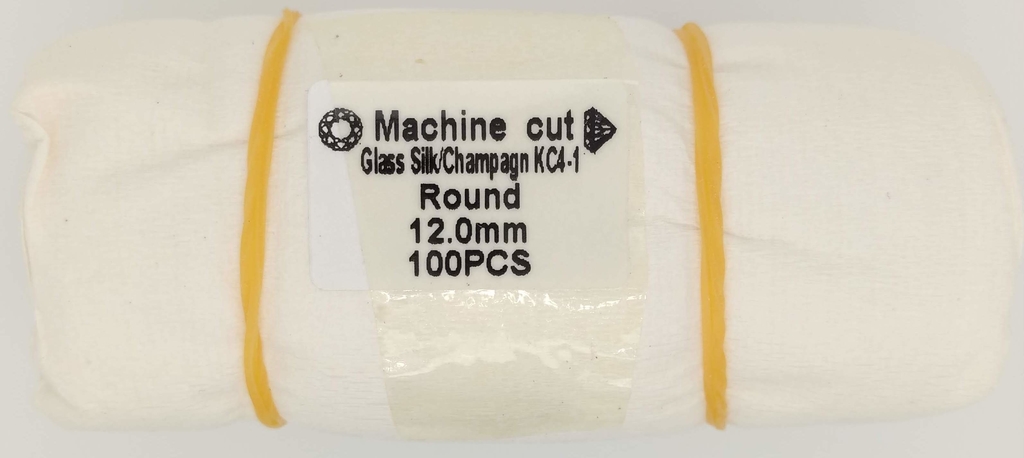 Machine cut
Glass Silk/Champagn KC4-1
Round
12.0mm
100PCS